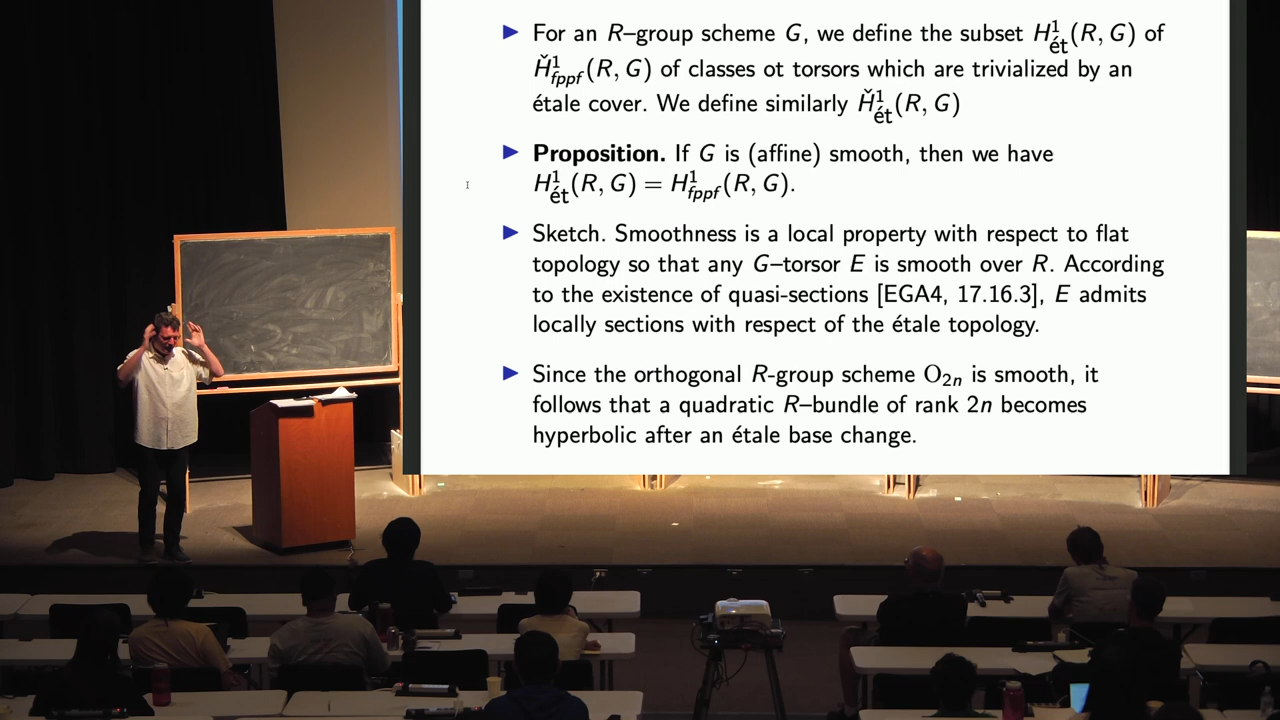 For an R–group scheme G, we define the subset H¹ét(R, G) of
Ȟ¹fppf(R, G) of classes ot torsors which are trivialized by an
étale cover. We define similarly Ȟ¹ét(R, G)
Proposition. If G is (affine) smooth, then we have
H¹ét(R, G) = H¹fppf(R, G).
Sketch. Smoothness is a local property with respect to flat
topology so that any G–torsor E is smooth over R. According
to the existence of quasi-sections [EGA4, 17.16.3], E admits
locally sections with respect of the étale topology.
Since the orthogonal R-group scheme O₂ₙ is smooth, it
follows that a quadratic R–bundle of rank 2n becomes
hyperbolic after an étale base change.